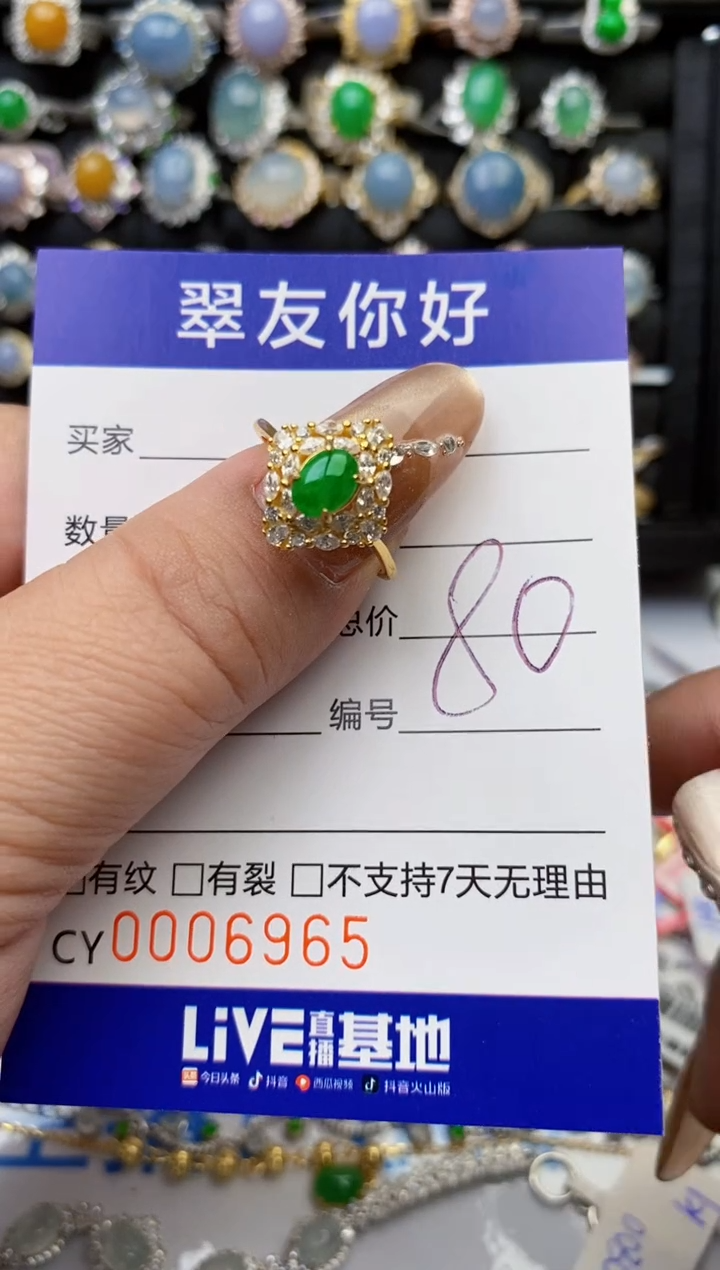 翠友你好
买家
数量
总价
80
编号
有纹 □有裂 □不支持7天无理由
CY0006965
LiVE直播基地
今日头条 抖音 西瓜视频 抖音火山版